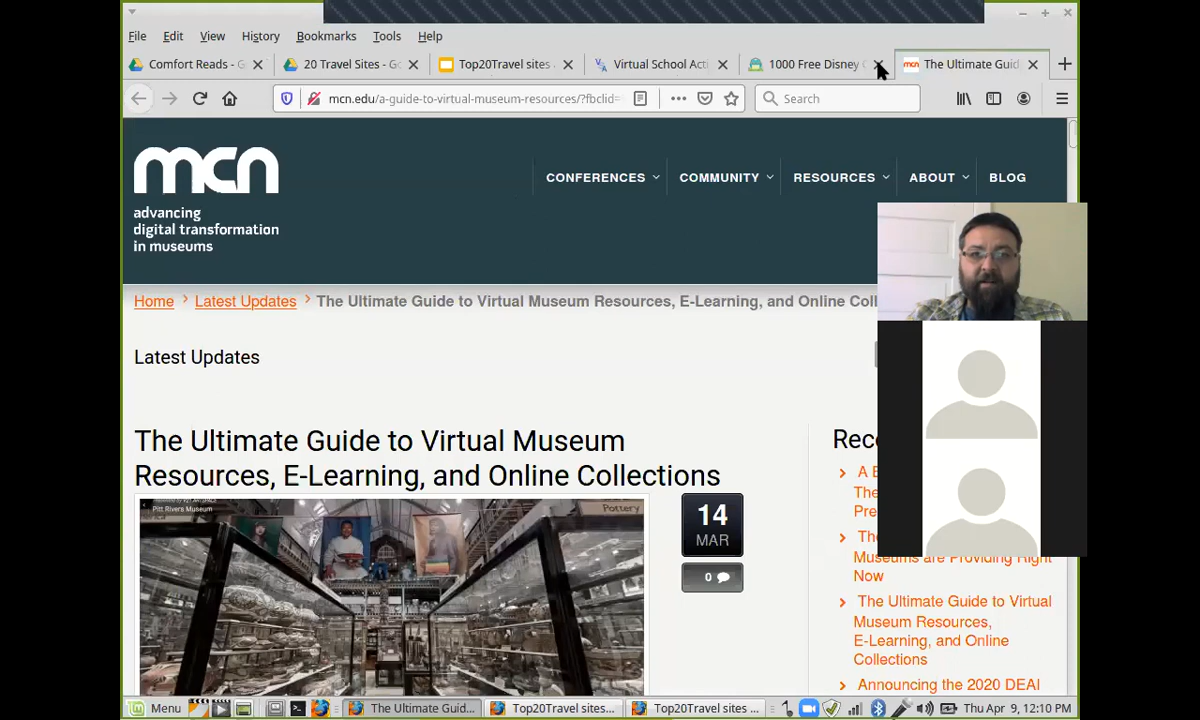 File Edit View History Bookmarks Tools Help
Comfort Reads - G 20 Travel Sites - Go Top20Travel sites Virtual School Acti 1000 Free Disney The Ultimate Guid
mcn.edu/a-guide-to-virtual-museum-resources/?fbclid= Search
mcn
advancing
digital transformation
in museums
CONFERENCES COMMUNITY RESOURCES ABOUT BLOG
Home > Latest Updates > The Ultimate Guide to Virtual Museum Resources, E-Learning, and Online Coll
Latest Updates
The Ultimate Guide to Virtual Museum
Resources, E-Learning, and Online Collections
Pitt Rivers Museum
Pottery
14
MAR
0
Rec
A
The
Pre
Th
Museums are Providing Right
Now
The Ultimate Guide to Virtual
Museum Resources,
E-Learning, and Online
Collections
Announcing the 2020 DEAI
Menu The Ultimate Guid... Top20Travel sites... Top20Travel sites ... Thu Apr 9, 12:10 PM